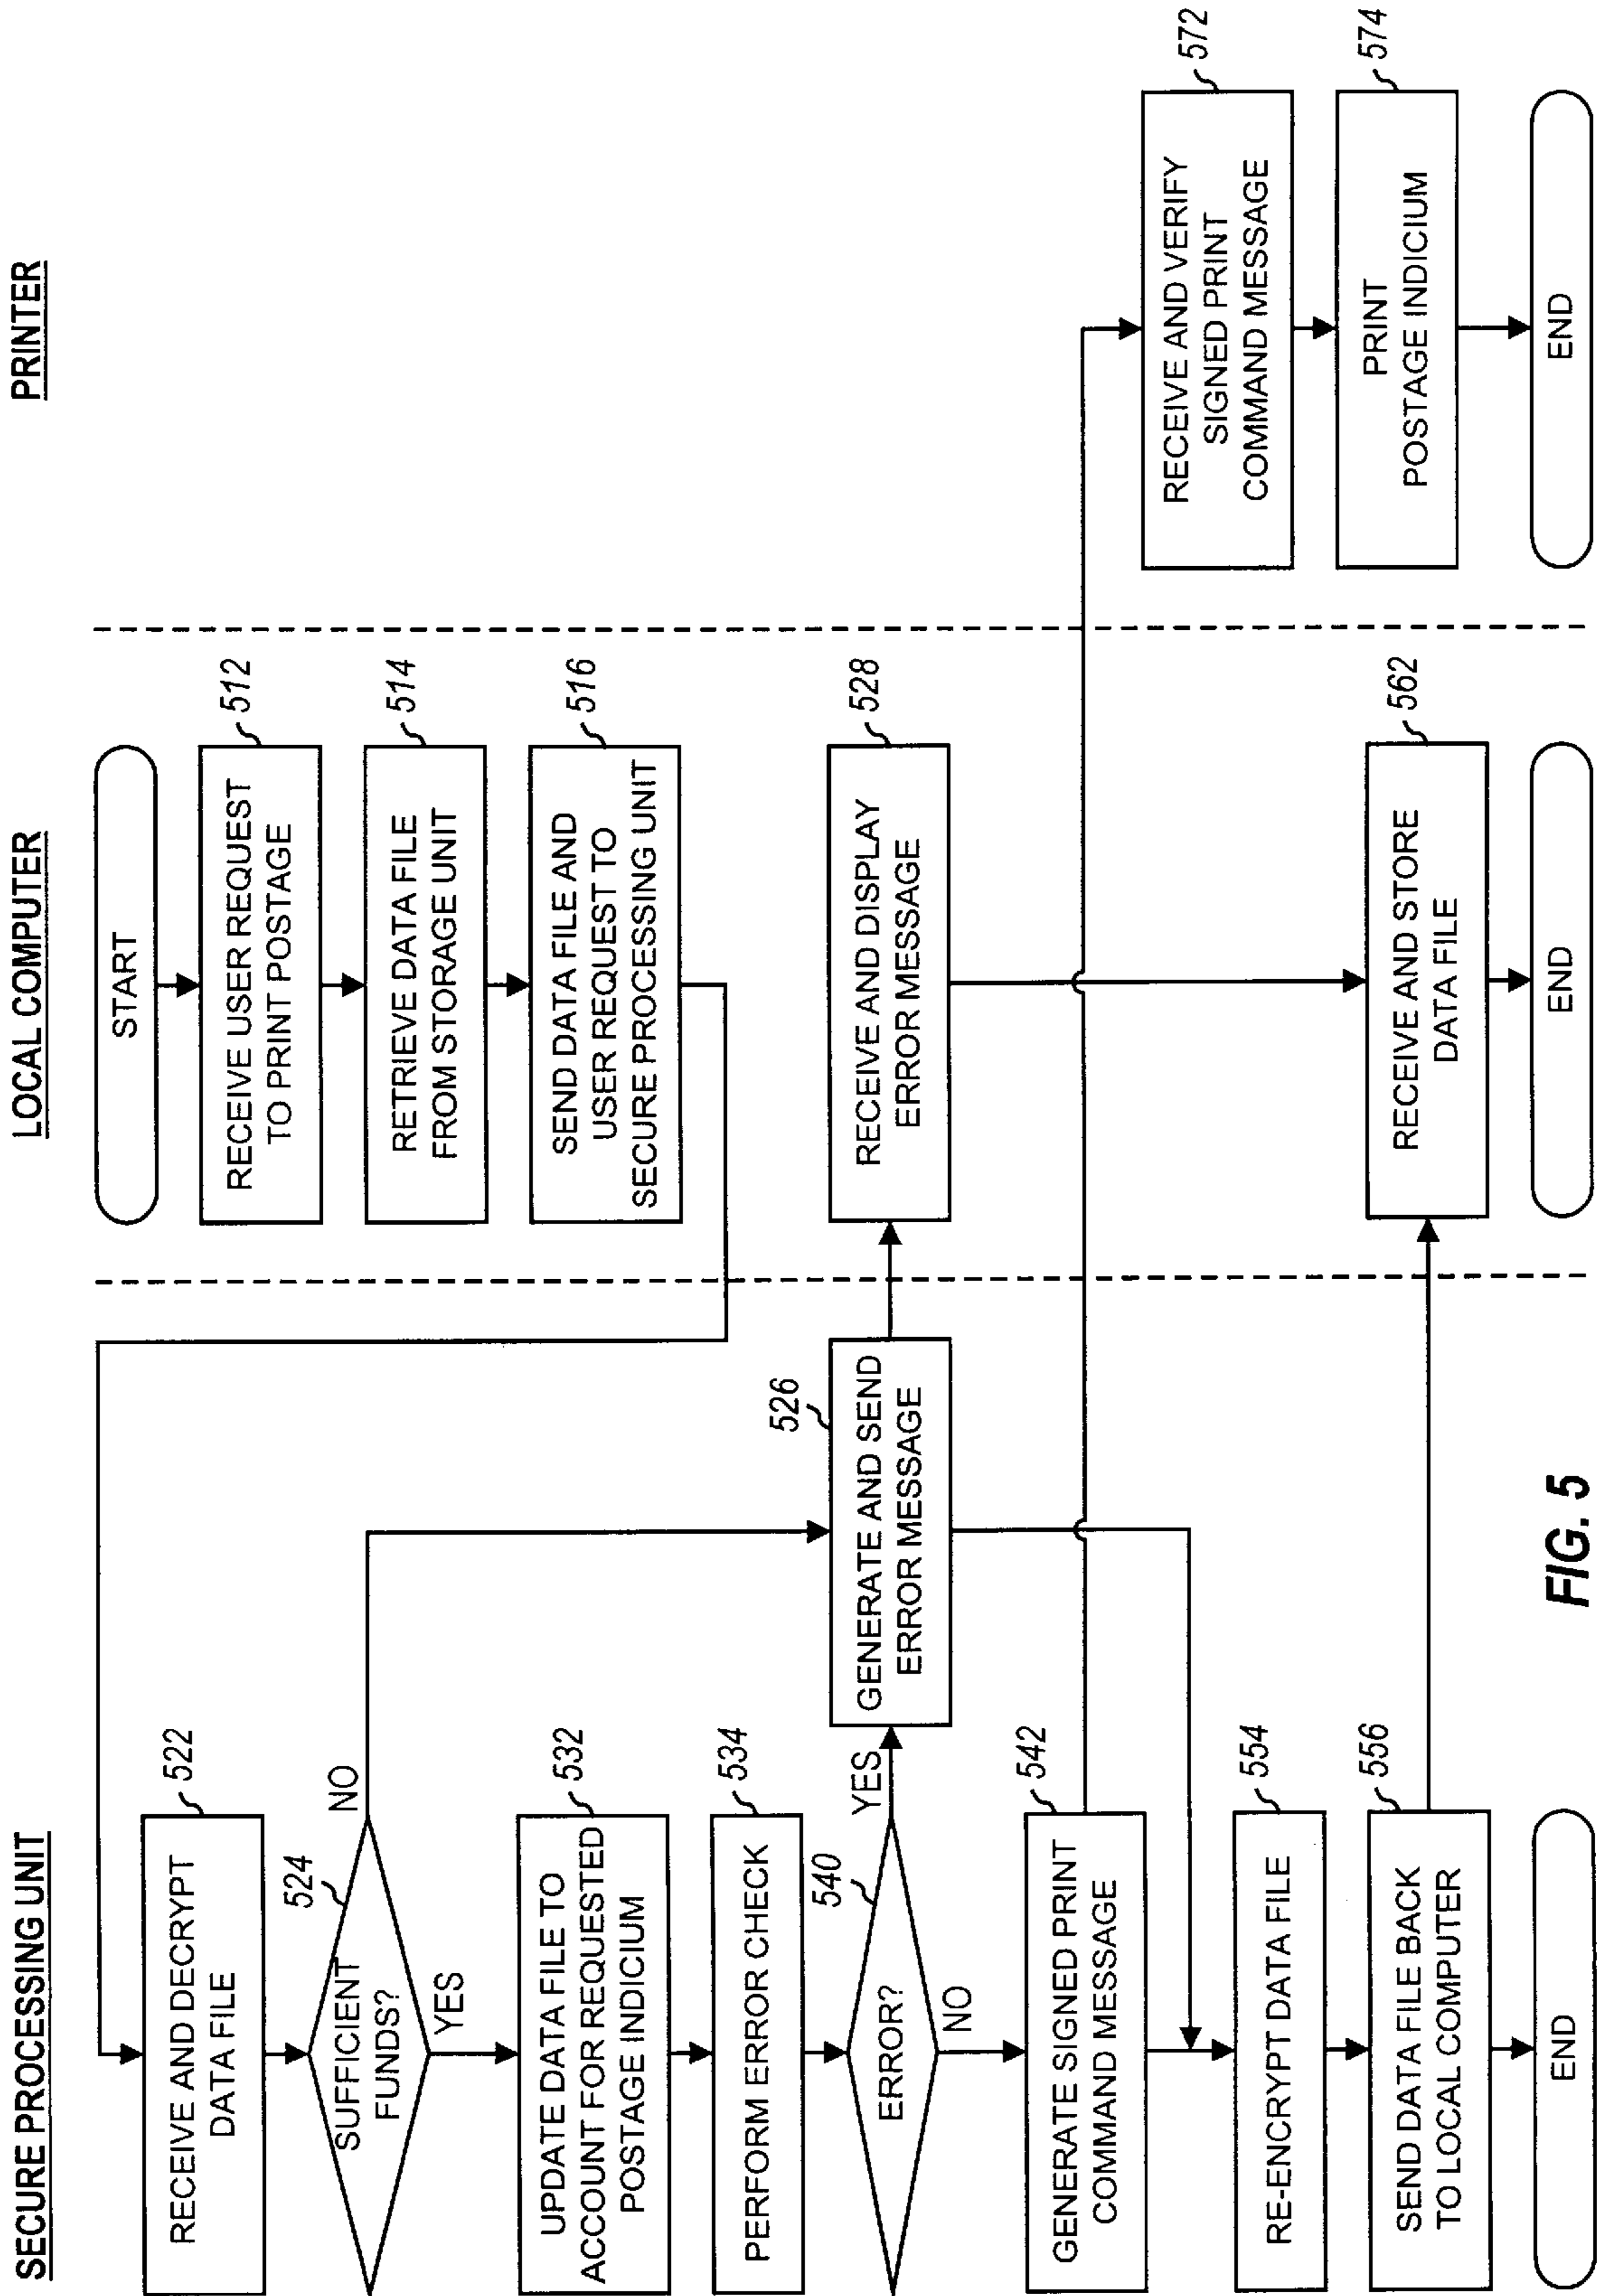 SECURE PROCESSING UNIT
LOCAL COMPUTER
PRINTER
START
512
RECEIVE USER REQUEST
TO PRINT POSTAGE
514
RETRIEVE DATA FILE
FROM STORAGE UNIT
516
SEND DATA FILE AND
USER REQUEST TO
SECURE PROCESSING UNIT
522
RECEIVE AND DECRYPT
DATA FILE
524
SUFFICIENT
FUNDS?
NO
YES
532
UPDATE DATA FILE TO
ACCOUNT FOR REQUESTED
POSTAGE INDICIUM
534
PERFORM ERROR CHECK
540
ERROR?
YES
NO
526
GENERATE AND SEND
ERROR MESSAGE
528
RECEIVE AND DISPLAY
ERROR MESSAGE
542
GENERATE SIGNED PRINT
COMMAND MESSAGE
572
RECEIVE AND VERIFY
SIGNED PRINT
COMMAND MESSAGE
574
PRINT
POSTAGE INDICIUM
554
RE-ENCRYPT DATA FILE
556
SEND DATA FILE BACK
TO LOCAL COMPUTER
562
RECEIVE AND STORE
DATA FILE
END
END
END
FIG. 5